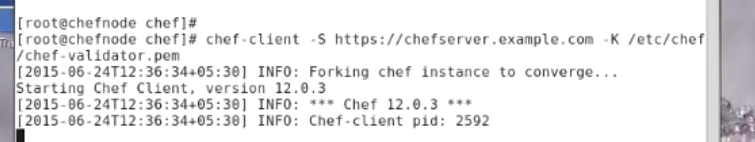 [root@chefnode chef]#
[root@chefnode chef]# chef-client -S https://chefserver.example.com -K /etc/chef
/chef-validator.pem
[2015-06-24T12:36:34+05:30] INFO: Forking chef instance to converge...
Starting Chef Client, version 12.0.3
[2015-06-24T12:36:34+05:30] INFO: *** Chef 12.0.3 ***
[2015-06-24T12:36:34+05:30] INFO: Chef-client pid: 2592